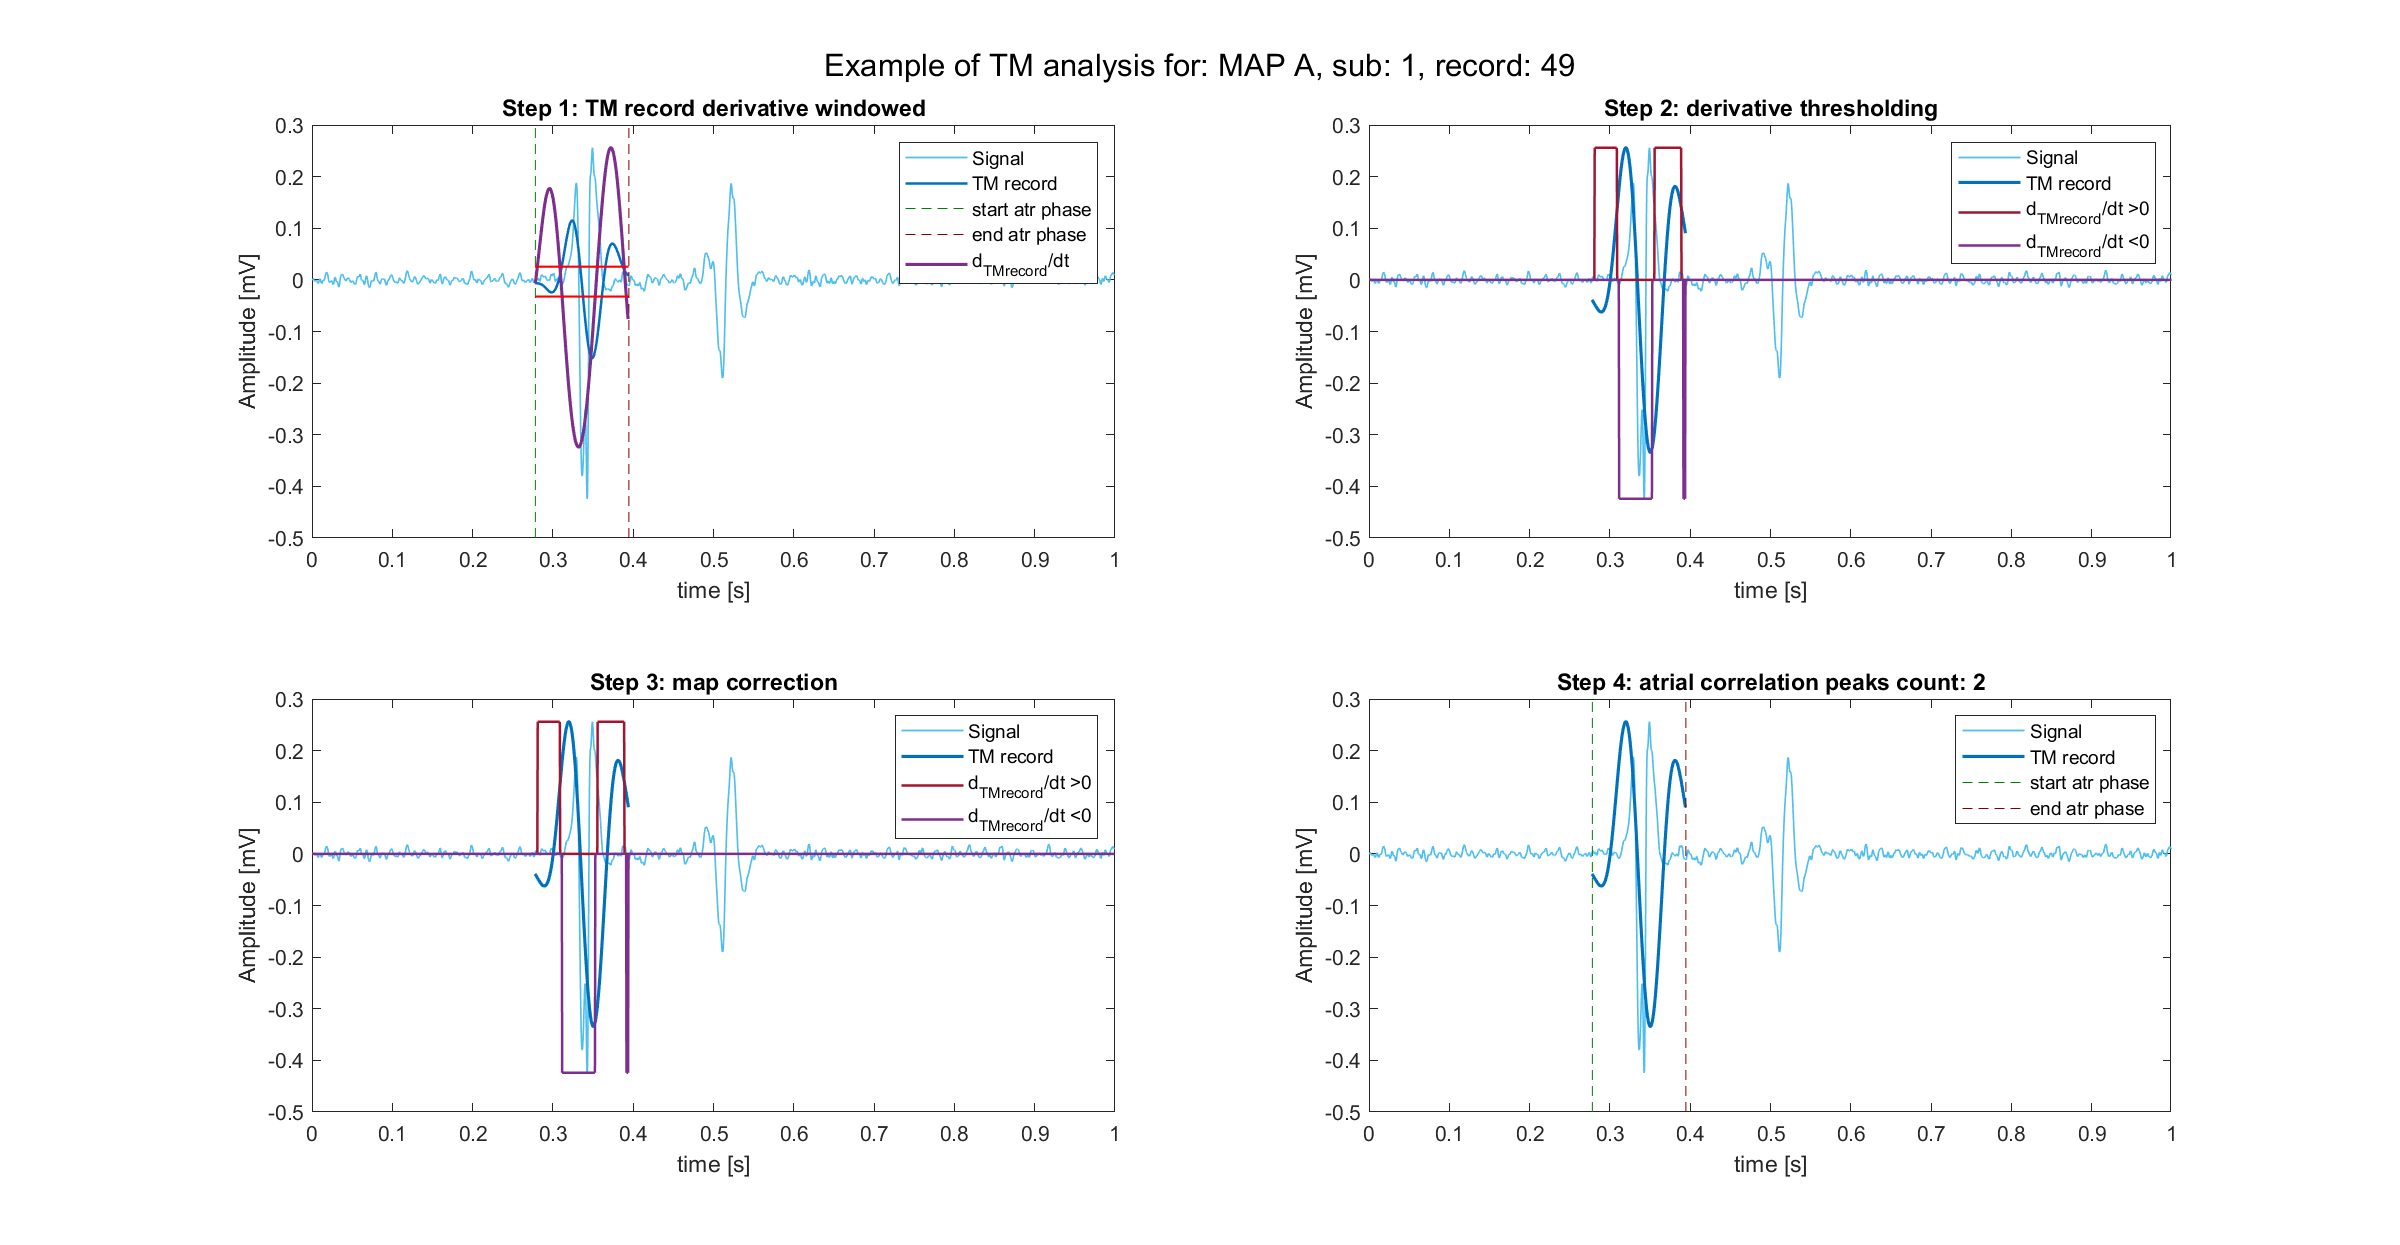 Example of TM analysis for: MAP A, sub: 1, record: 49
Step 1: TM record derivative windowed
0.3
0.2
0.1
0
-0.1
-0.2
-0.3
-0.4
-0.5
Amplitude [mV]
0 0.1 0.2 0.3 0.4 0.5 0.6 0.7 0.8 0.9 1
time [s]
Signal
TM record
start atr phase
end atr phase
dTMrecord/dt
Step 2: derivative thresholding
0.3
0.2
0.1
0
-0.1
-0.2
-0.3
-0.4
-0.5
Amplitude [mV]
0 0.1 0.2 0.3 0.4 0.5 0.6 0.7 0.8 0.9 1
time [s]
Signal
TM record
dTMrecord/dt >0
dTMrecord/dt <0
Step 3: map correction
0.3
0.2
0.1
0
-0.1
-0.2
-0.3
-0.4
-0.5
Amplitude [mV]
0 0.1 0.2 0.3 0.4 0.5 0.6 0.7 0.8 0.9 1
time [s]
Signal
TM record
dTMrecord/dt >0
dTMrecord/dt <0
Step 4: atrial correlation peaks count: 2
0.3
0.2
0.1
0
-0.1
-0.2
-0.3
-0.4
-0.5
Amplitude [mV]
0 0.1 0.2 0.3 0.4 0.5 0.6 0.7 0.8 0.9 1
time [s]
Signal
TM record
start atr phase
end atr phase